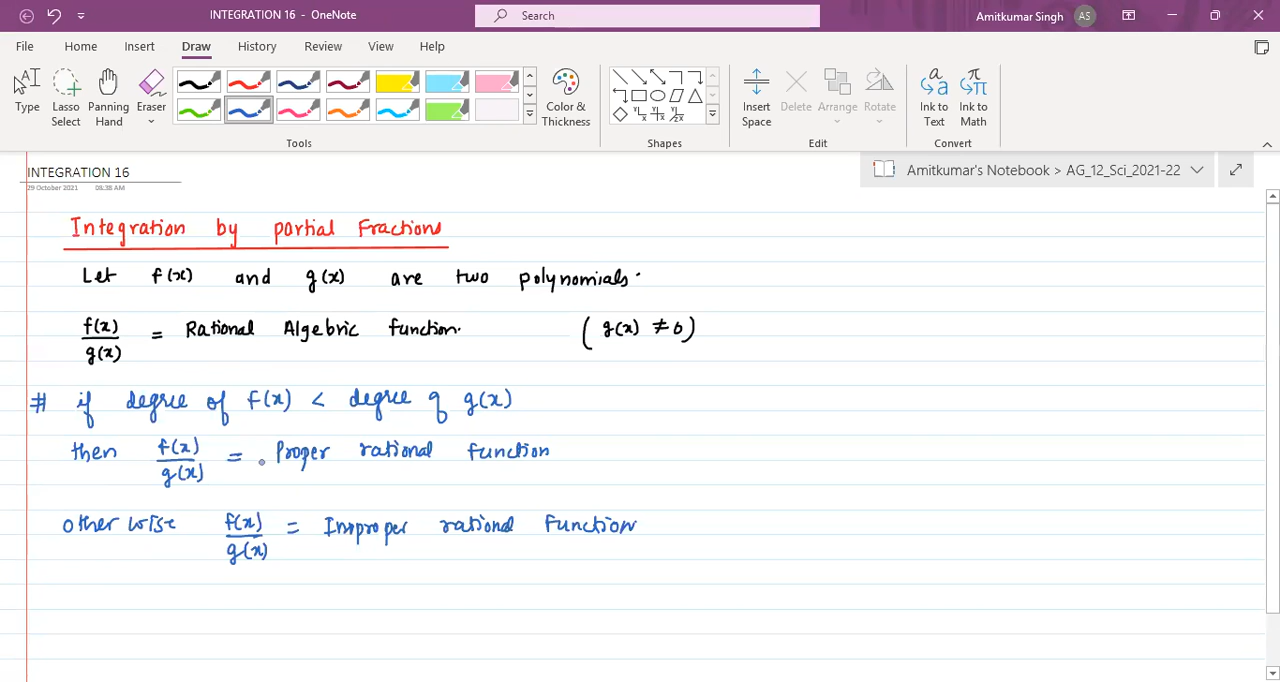 INTEGRATION 16 - OneNote
Search
Amitkumar Singh AS
File Home Insert Draw History Review View Help
Type
Lasso Select
Panning Hand
Eraser
Color & Thickness
Insert Space
Delete
Arrange
Rotate
Ink to Text
Ink to Math
Tools Shapes Edit Convert
INTEGRATION 16
29 October 2021 08:38 AM
Amitkumar's Notebook > AG_12_Sci_2021-22
Integration by partial Fractions
Let f(x) and g(x) are two polynomials.
f(x)/g(x) = Rational Algebric function. (g(x) ≠ 0)
# if degree of f(x) < degree of g(x)
then f(x)/g(x) = Proper rational function
other wise f(x)/g(x) = Improper rational function